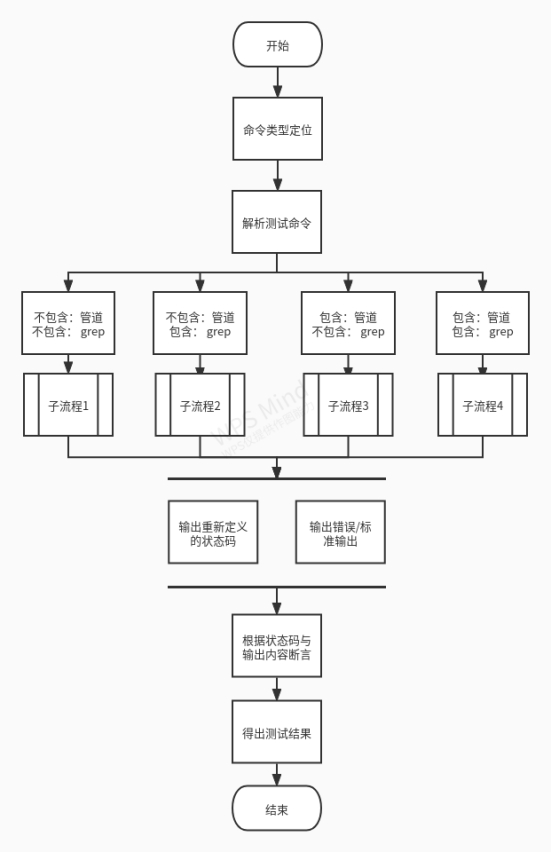 开始
命令类型定位
解析测试命令
不包含：管道
不包含： grep
不包含：管道
包含： grep
包含：管道
不包含： grep
包含：管道
包含： grep
子流程1
子流程2
子流程3
子流程4
WPS Mind
输出重新定义
的状态码
输出错误/标
准输出
根据状态码与
输出内容断言
得出测试结果
结束